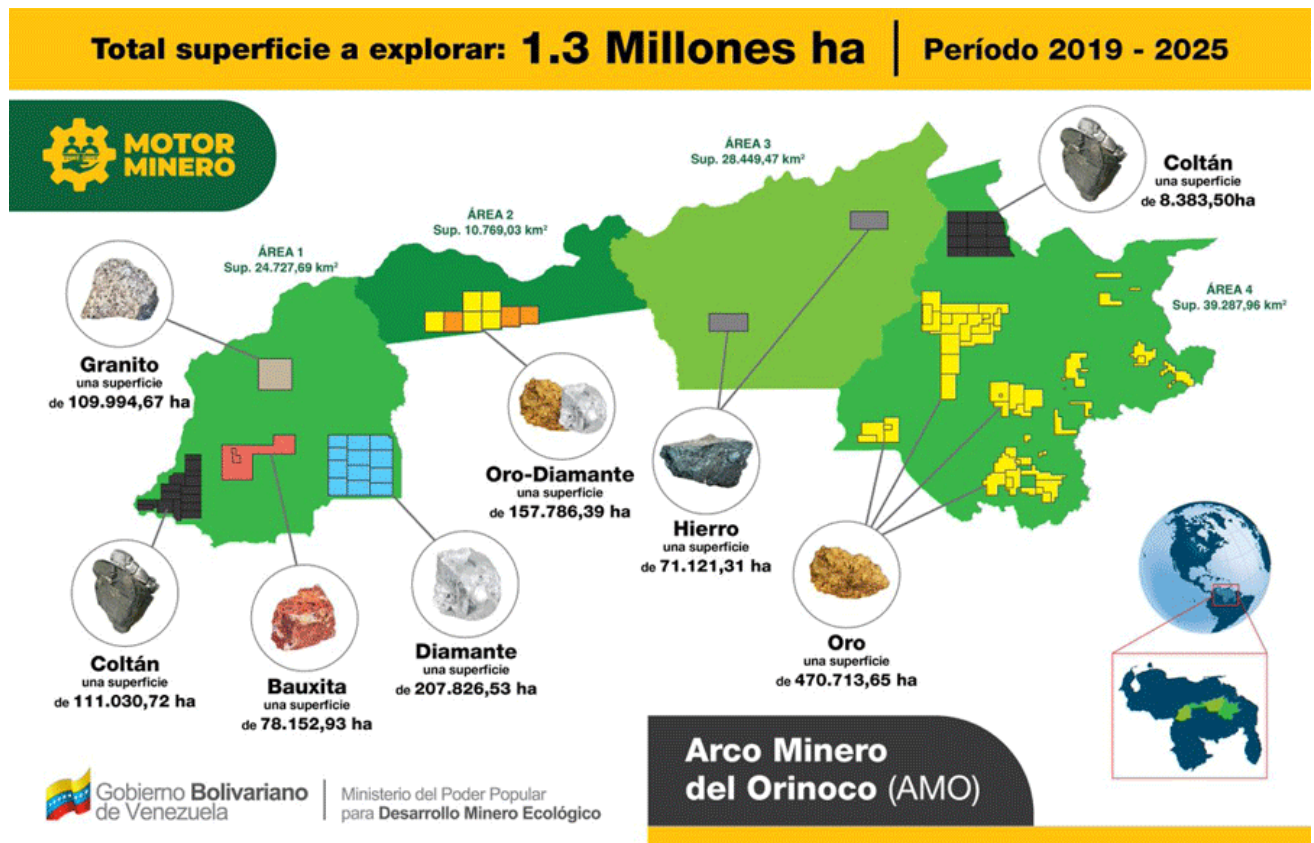 Total superficie a explorar: 1.3 Millones ha
Período 2019 - 2025
MOTOR
MINERO
ÁREA 1
Sup. 24.727,69 km²
ÁREA 2
Sup. 10.769,03 km²
ÁREA 3
Sup. 28.449,47 km²
Coltán
una superficie
de 8.383,50ha
ÁREA 4
Sup. 39.287,96 km²
Granito
una superficie
de 109.994,67 ha
Oro-Diamante
una superficie
de 157.786,39 ha
Hierro
una superficie
de 71.121,31 ha
Coltán
una superficie
de 111.030,72 ha
Bauxita
una superficie
de 78.152,93 ha
Diamante
una superficie
de 207.826,53 ha
Oro
una superficie
de 470.713,65 ha
Gobierno Bolivariano
de Venezuela
Ministerio del Poder Popular
para Desarrollo Minero Ecológico
Arco Minero
del Orinoco (AMO)